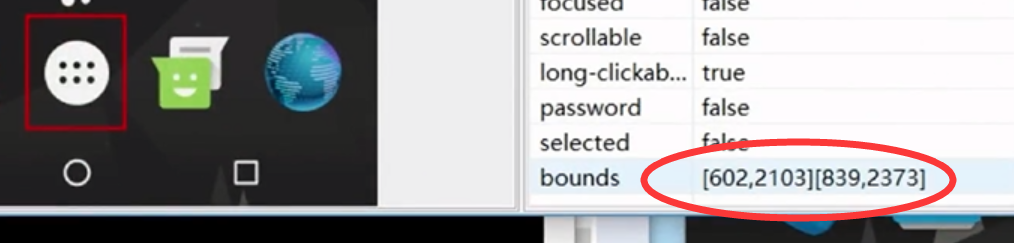 focused false
scrollable false
long-clickab... true
password false
selected false
bounds [602,2103][839,2373]